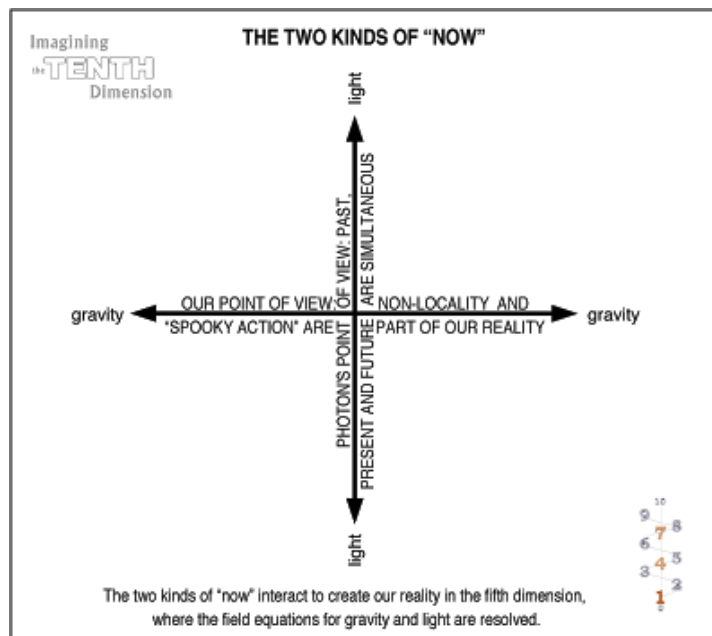 Imagining
the TENTH
Dimension
THE TWO KINDS OF “NOW”
light
PHOTON'S POINT OF VIEW: PAST,
PRESENT AND FUTURE ARE SIMULTANEOUS
gravity
OUR POINT OF VIEW: NON-LOCALITY AND
"SPOOKY ACTION" ARE PART OF OUR REALITY
gravity
light
10
9
8
7
6
5
4
3
2
1
0
The two kinds of “now” interact to create our reality in the fifth dimension,
where the field equations for gravity and light are resolved.